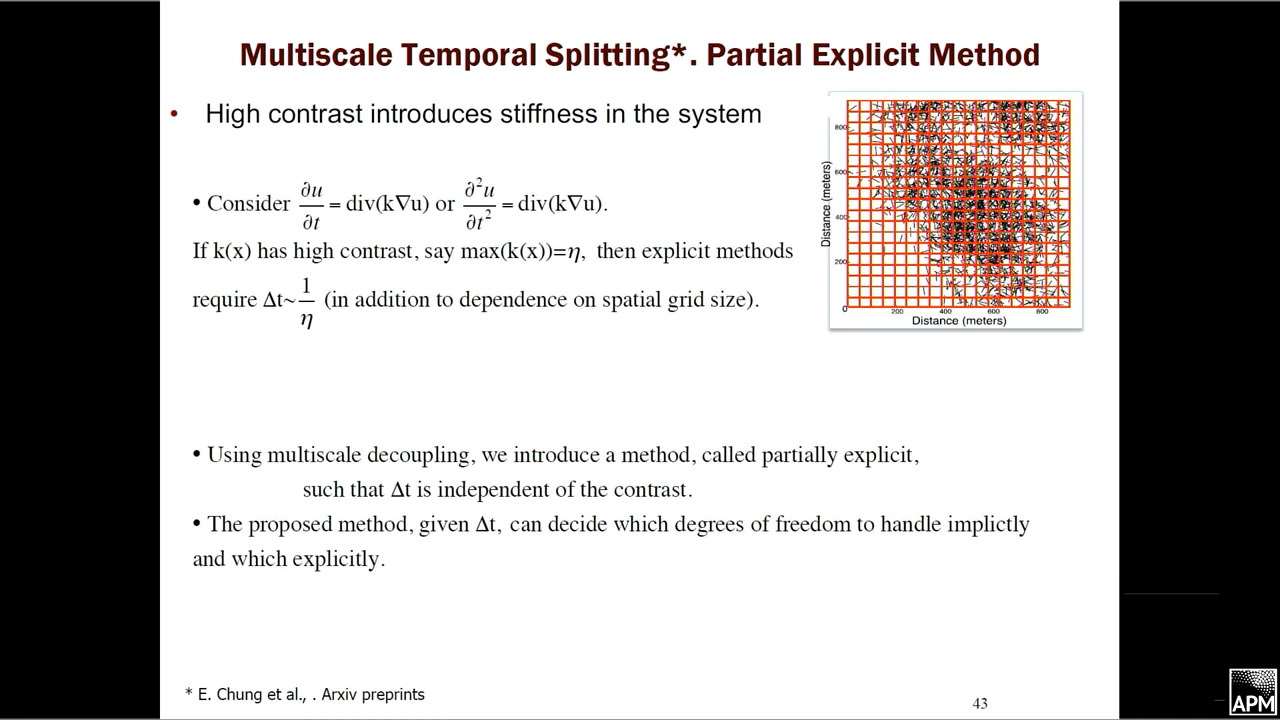 Multiscale Temporal Splitting*. Partial Explicit Method
• High contrast introduces stiffness in the system
• Consider ∂u/∂t = div(k∇u) or ∂²u/∂t² = div(k∇u).
If k(x) has high contrast, say max(k(x))=η, then explicit methods
require Δt~1/η (in addition to dependence on spatial grid size).
Distance (meters)
800
600
400
200
0
200 400 600 800
Distance (meters)
• Using multiscale decoupling, we introduce a method, called partially explicit,
such that Δt is independent of the contrast.
• The proposed method, given Δt, can decide which degrees of freedom to handle implictly
and which explicitly.
* E. Chung et al., . Arxiv preprints
43
APM